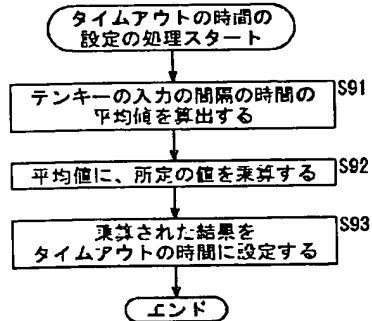 タイムアウトの時間の
設定の処理スタート
S91
テンキーの入力の間隔の時間の
平均値を算出する
S92
平均値に、所定の値を乗算する
S93
乗算された結果を
タイムアウトの時間に設定する
エンド